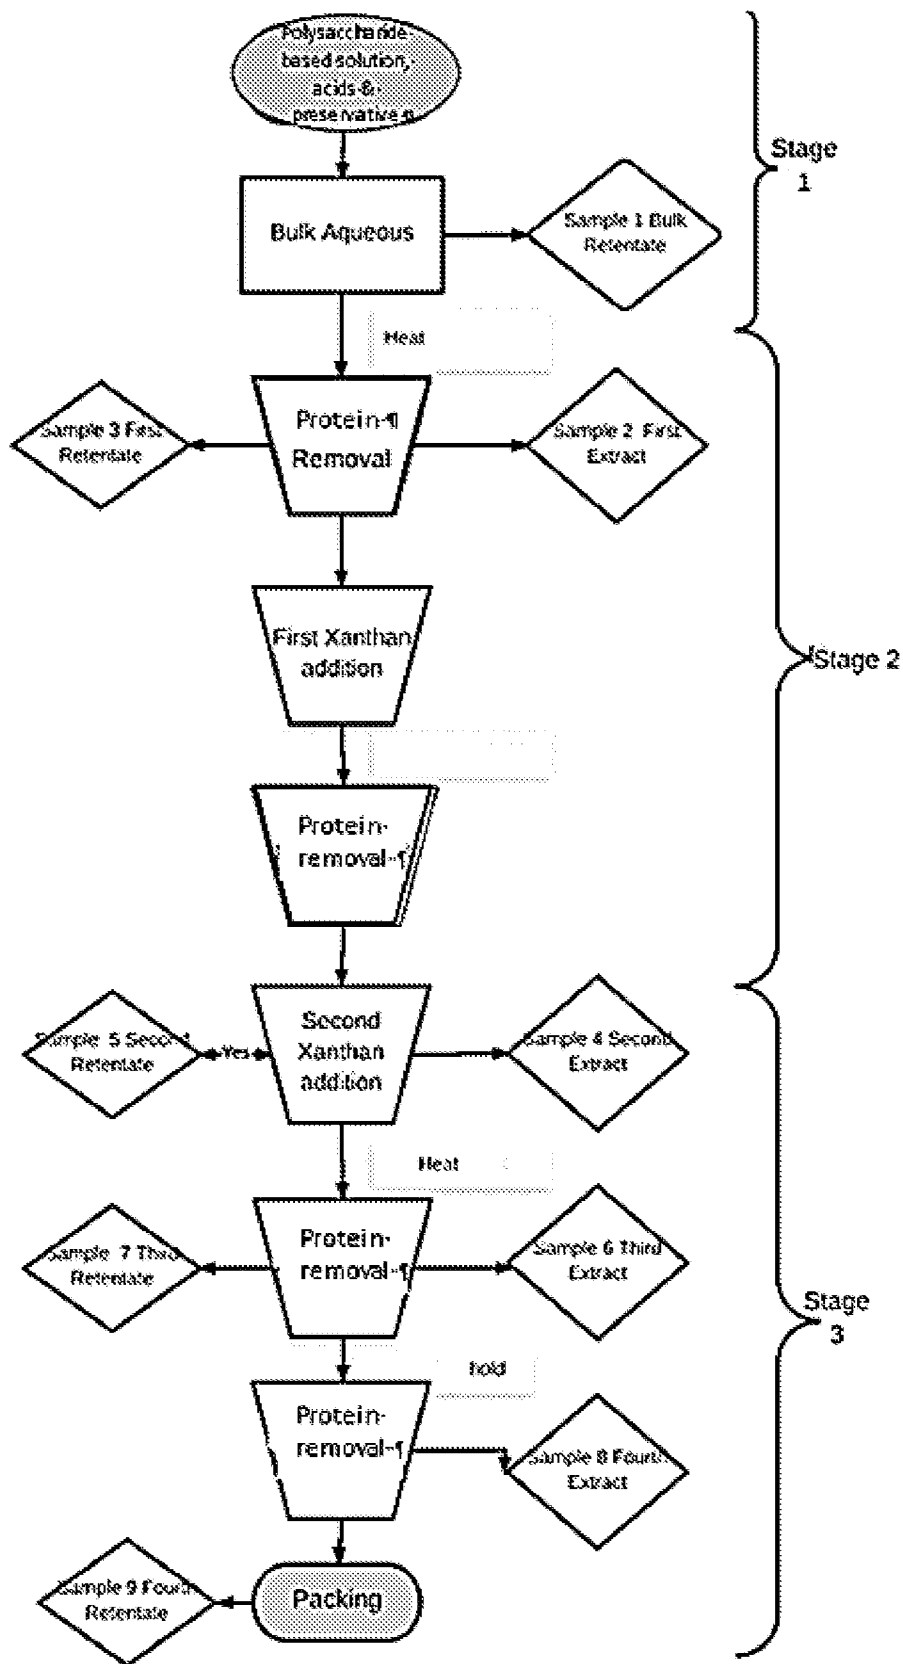 Polysaccharide-
based solution,
acids &
preservative ¶
Stage
1
Bulk Aqueous
Sample 1 Bulk
Retentate
Heat
Sample 3 First
Retentate
Protein ¶
Removal
Sample 2 First
Extract
First Xanthan
addition
Stage 2
Protein-
removal ¶
Second
Xanthan
addition
Sample 5 Second
Retentate
Yes
Sample 4 Second
Extract
Heat
Protein-
removal ¶
Sample 7 Third
Retentate
Sample 6 Third
Extract
Stage
3
hold
Protein-
removal ¶
Sample 8 Fourth
Extract
Packing
Sample 9 Fourth
Retentate